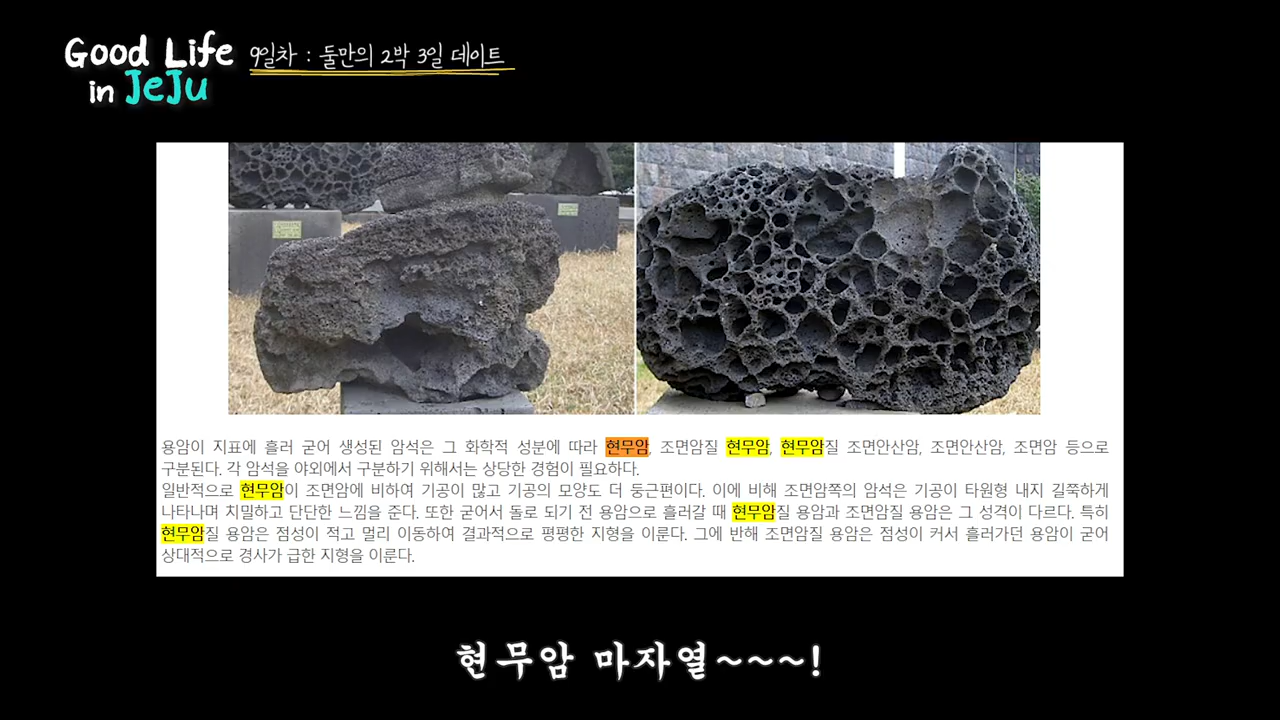 Good Life
in JeJu
9일차 : 둘만의 2박 3일 데이트
용암이 지표에 흘러 굳어 생성된 암석은 그 화학적 성분에 따라 현무암, 조면암질 현무암, 현무암질 조면안산암, 조면안산암, 조면암 등으로
구분된다. 각 암석을 야외에서 구분하기 위해서는 상당한 경험이 필요하다.
일반적으로 현무암이 조면암에 비하여 기공이 많고 기공의 모양도 더 둥근편이다. 이에 비해 조면암쪽의 암석은 기공이 타원형 내지 길쭉하게
나타나며 치밀하고 단단한 느낌을 준다. 또한 굳어서 돌로 되기 전 용암으로 흘러갈 때 현무암질 용암과 조면암질 용암은 그 성격이 다르다. 특히
현무암질 용암은 점성이 적고 멀리 이동하여 결과적으로 평평한 지형을 이룬다. 그에 반해 조면암질 용암은 점성이 커서 흘러가던 용암이 굳어
상대적으로 경사가 급한 지형을 이룬다.
현무암 마자열~~~!